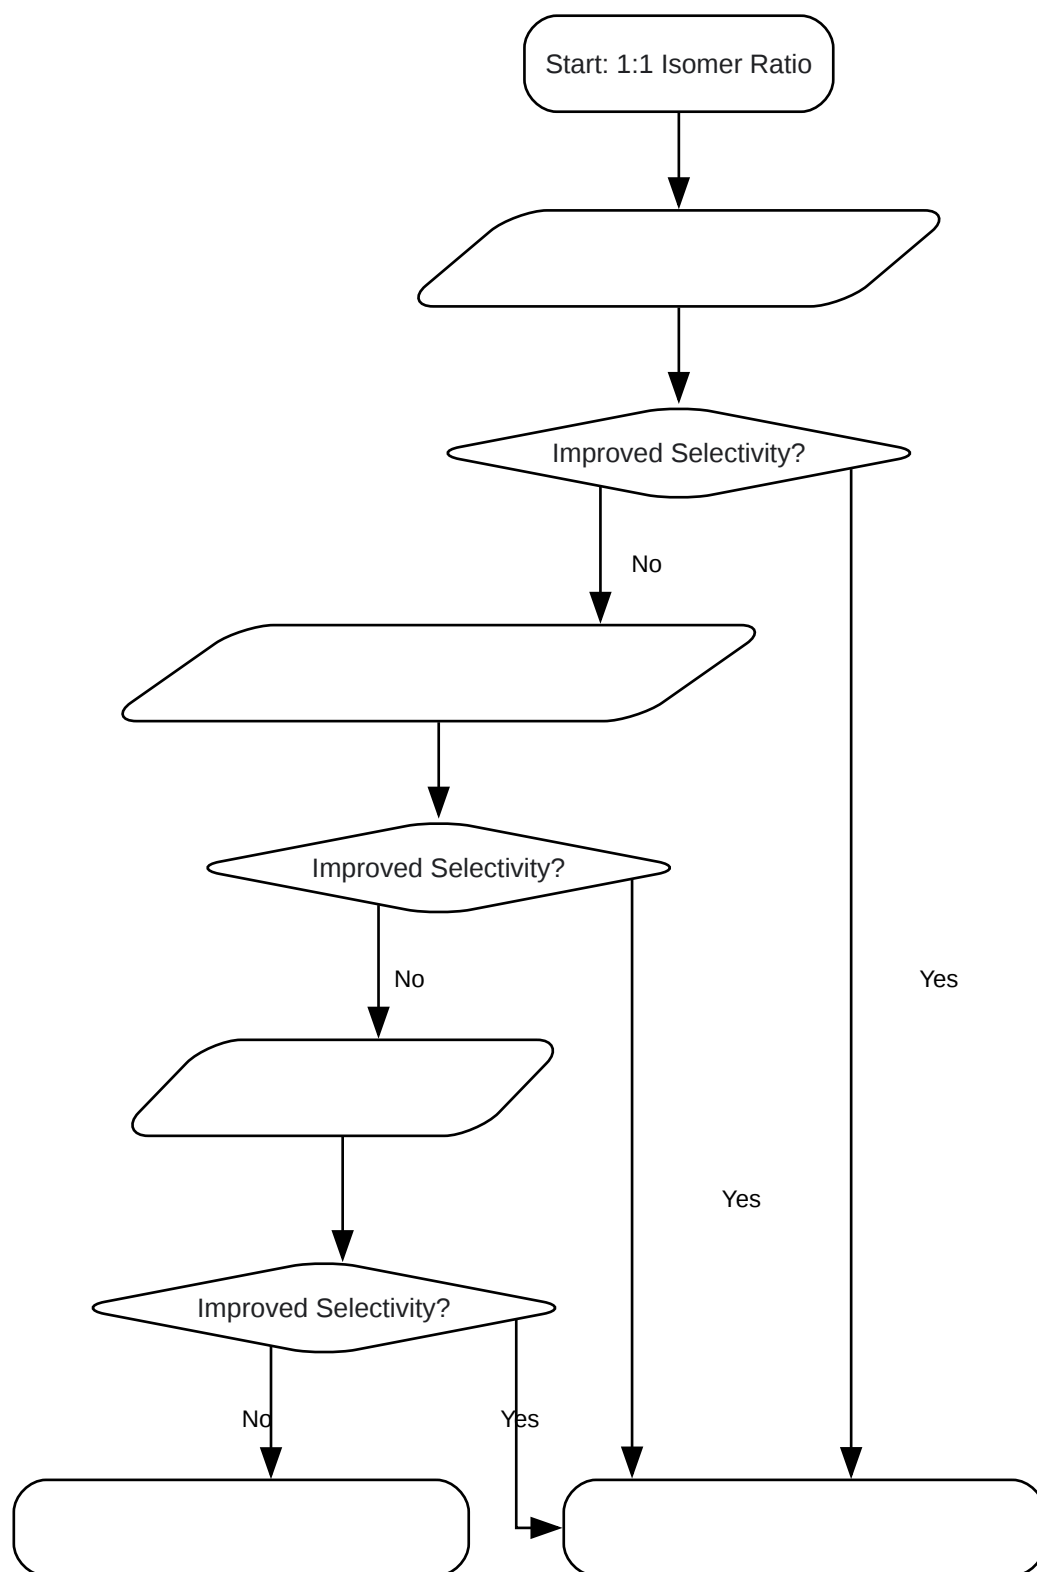 Start: 1:1 Isomer Ratio
Improved Selectivity?
No
Improved Selectivity?
No
Yes
Yes
Improved Selectivity?
No
Yes